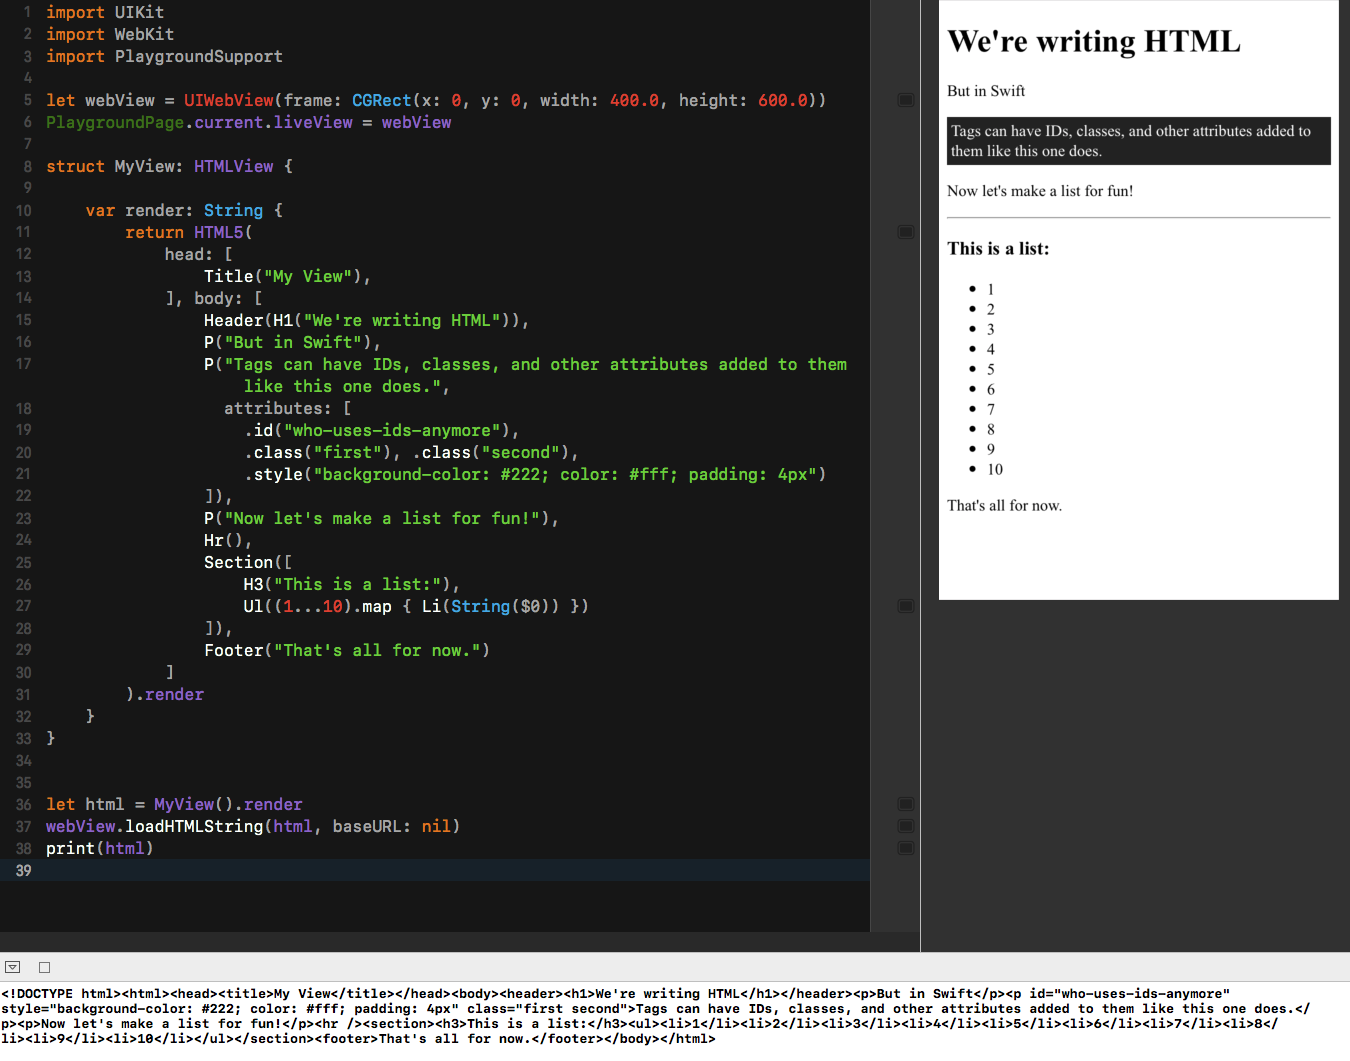 1 import UIKit
2 import WebKit
3 import PlaygroundSupport
4
5 let webView = UIWebView(frame: CGRect(x: 0, y: 0, width: 400.0, height: 600.0))
6 PlaygroundPage.current.liveView = webView
7
8 struct MyView: HTMLView {
9
10     var render: String {
11         return HTML5(
12             head: [
13                 Title("My View"),
14             ], body: [
15                 Header(H1("We're writing HTML")),
16                 P("But in Swift"),
17                 P("Tags can have IDs, classes, and other attributes added to them
                    like this one does.",
18                   attributes: [
19                     .id("who-uses-ids-anymore"),
20                     .class("first"), .class("second"),
21                     .style("background-color: #222; color: #fff; padding: 4px")
22                 ]),
23                 P("Now let's make a list for fun!"),
24                 Hr(),
25                 Section([
26                     H3("This is a list:"),
27                     Ul((1...10).map { Li(String($0)) })
28                 ]),
29                 Footer("That's all for now.")
30             ]
31         ).render
32     }
33 }
34
35
36 let html = MyView().render
37 webView.loadHTMLString(html, baseURL: nil)
38 print(html)
39
We're writing HTML
But in Swift
Tags can have IDs, classes, and other attributes added to
them like this one does.
Now let's make a list for fun!
This is a list:
• 1
• 2
• 3
• 4
• 5
• 6
• 7
• 8
• 9
• 10
That's all for now.
<!DOCTYPE html><html><head><title>My View</title></head><body><header><h1>We're writing HTML</h1></header><p>But in Swift</p><p id="who-uses-ids-anymore"
style="background-color: #222; color: #fff; padding: 4px" class="first second">Tags can have IDs, classes, and other attributes added to them like this one does.</
p><p>Now let's make a list for fun!</p><hr /><section><h3>This is a list:</h3><ul><li>1</li><li>2</li><li>3</li><li>4</li><li>5</li><li>6</li><li>7</li><li>8</
li><li>9</li><li>10</li></ul></section><footer>That's all for now.</footer></body></html>